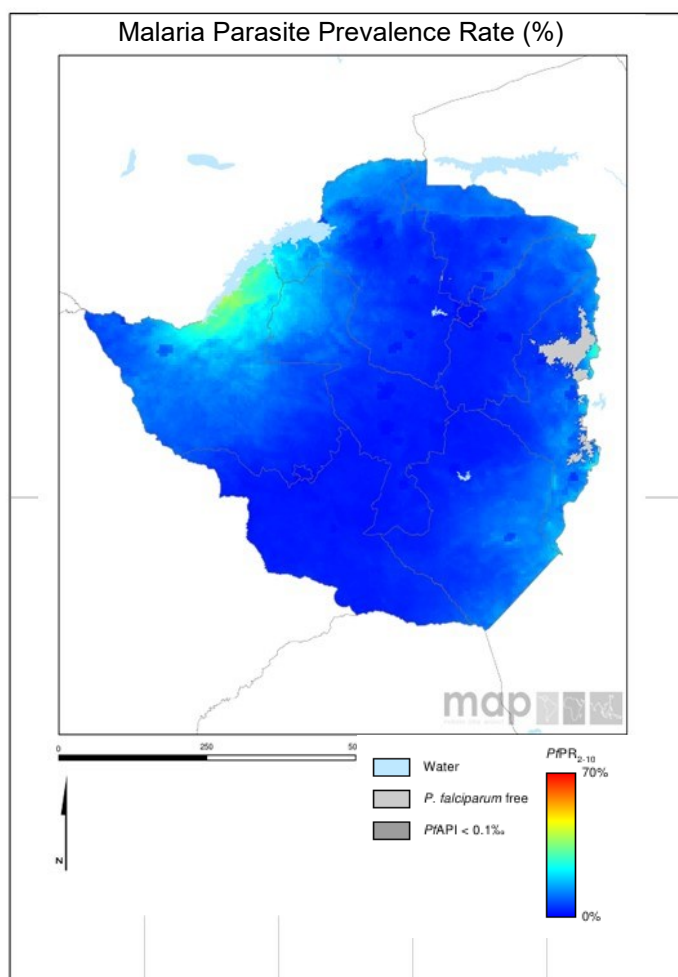 Malaria Parasite Prevalence Rate (%)
map
0 250 50
Water
P. falciparum free
PfAPI < 0.1‰
PfPR2-10
70%
0%
N